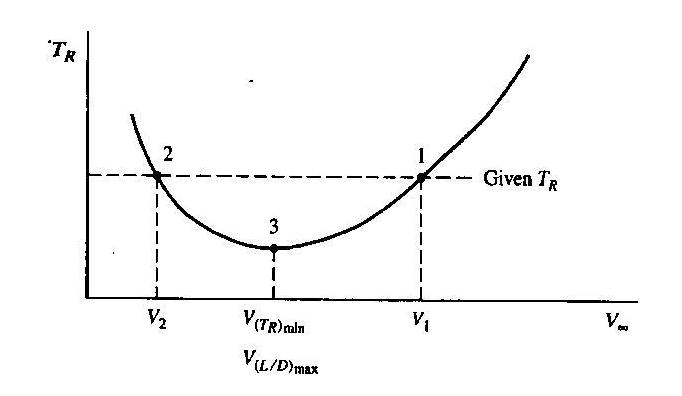 T_R
2
1
Given T_R
3
V_2
V_(T_R)min
V_1
V_∞
V_(L/D)max